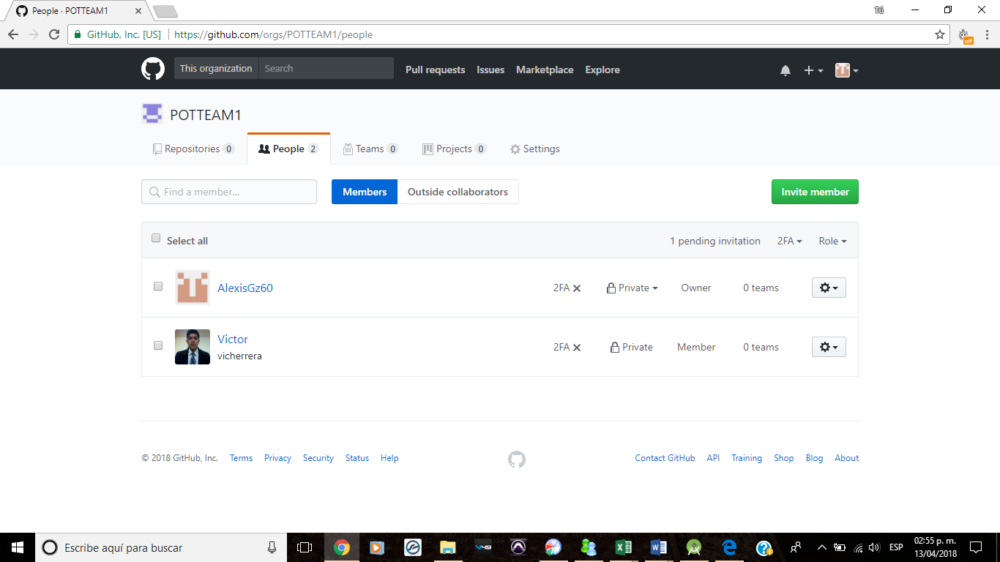 People · POTTEAM1
Tú
GitHub, Inc. [US] https://github.com/orgs/POTTEAM1/people
off
This organization Search Pull requests Issues Marketplace Explore
POTTEAM1
Repositories 0 People 2 Teams 0 Projects 0 Settings
Find a member... Members Outside collaborators Invite member
Select all 1 pending invitation 2FA Role
AlexisGz60 2FA Private Owner 0 teams
Victor
vicherrera 2FA Private Member 0 teams
© 2018 GitHub, Inc. Terms Privacy Security Status Help Contact GitHub API Training Shop Blog About
Escribe aquí para buscar
ESP
02:55 p. m.
13/04/2018